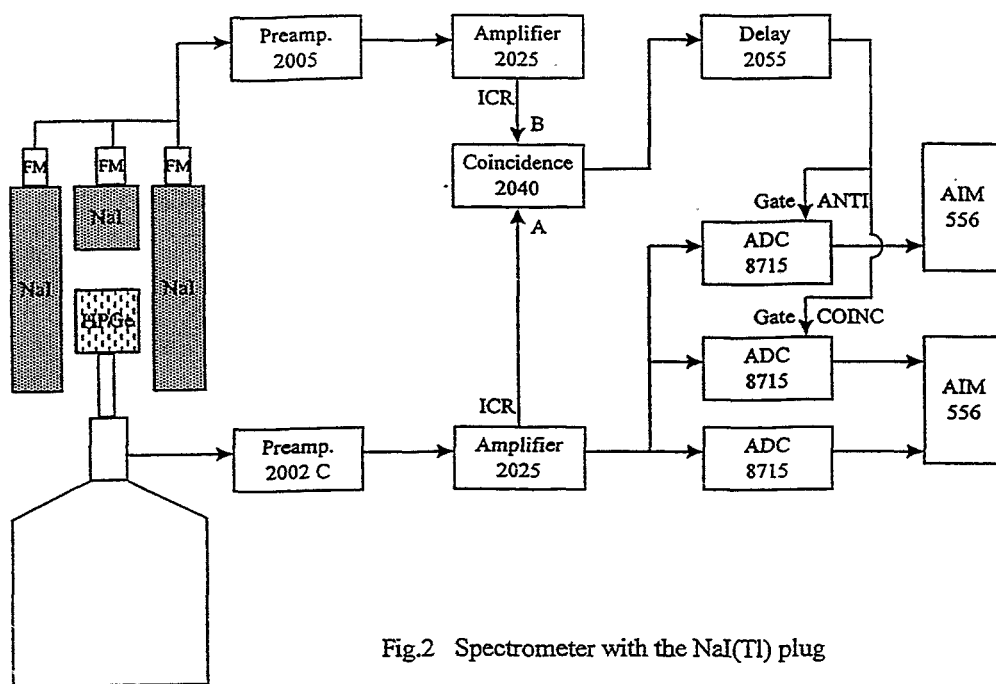 Preamp.
2005
Amplifier
2025
Delay
2055
ICR
B
FM
FM
FM
Coincidence
2040
NaI
A
Gate
ANTI
AIM
556
ADC
8715
NaI
NaI
HPGe
Gate
COINC
ADC
8715
AIM
556
ICR
Preamp.
2002 C
Amplifier
2025
ADC
8715
Fig.2 Spectrometer with the NaI(Tl) plug